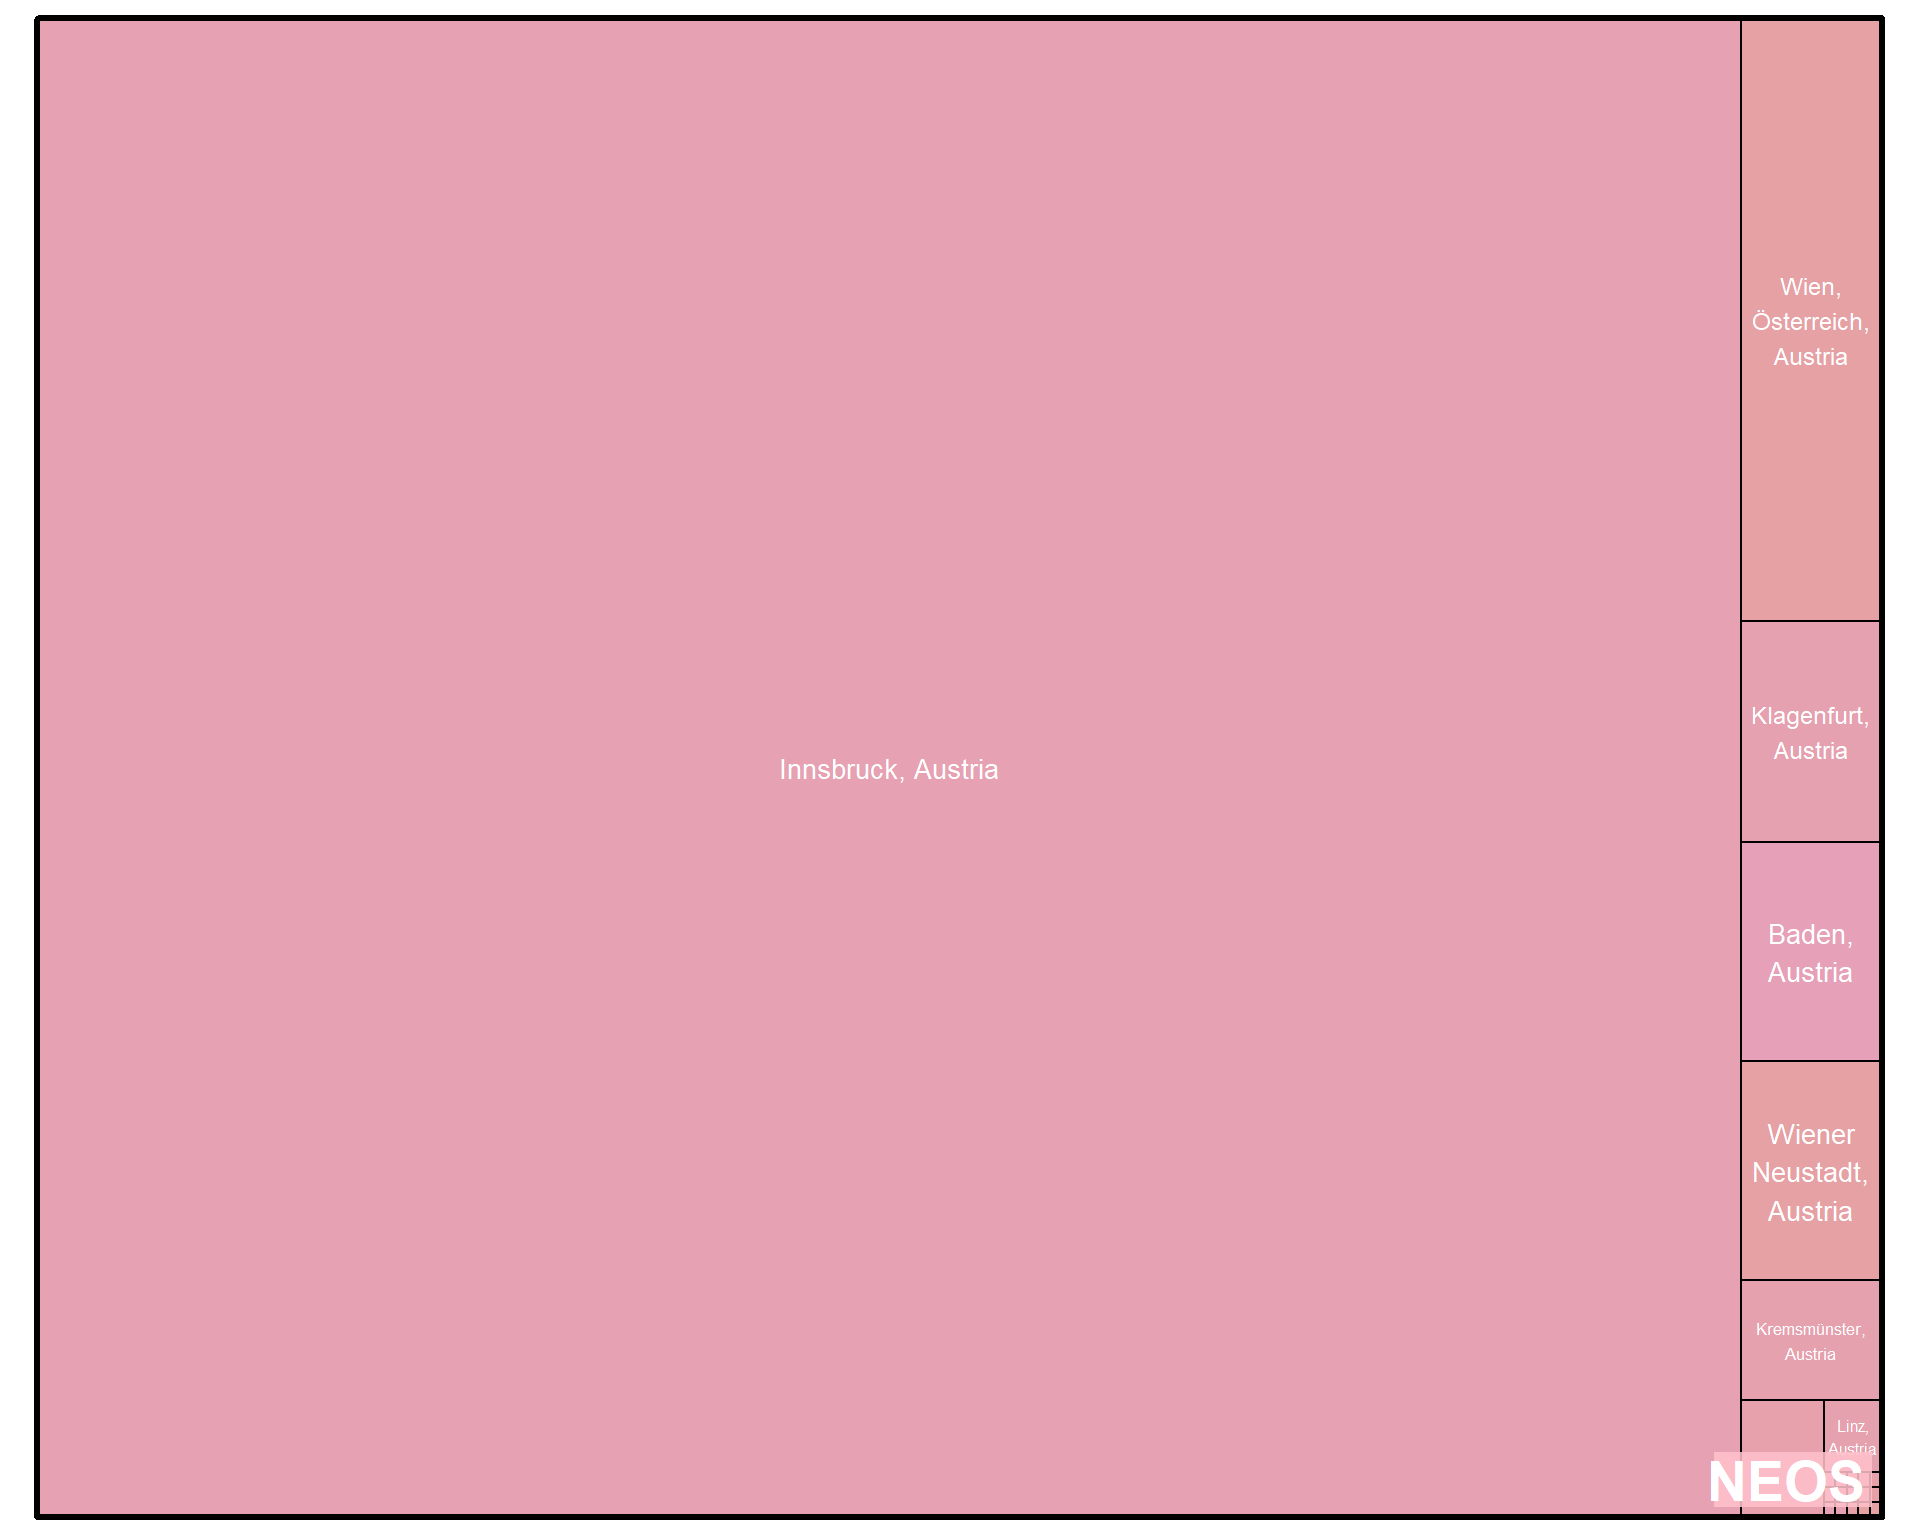 Innsbruck, Austria
Wien,
Österreich,
Austria
Klagenfurt,
Austria
Baden,
Austria
Wiener
Neustadt,
Austria
Kremsmünster,
Austria
Linz,
Austria
NEOS